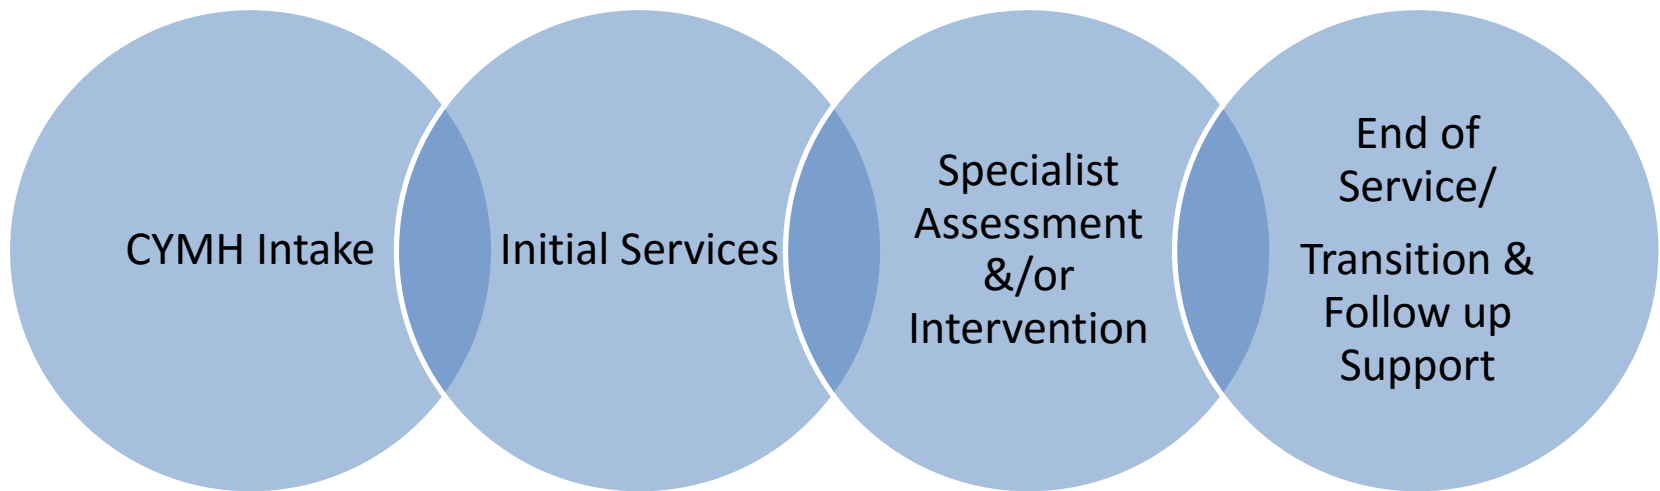 CYMH Intake
Initial Services
Specialist
Assessment
&/or
Intervention
End of
Service/
Transition &
Follow up
Support